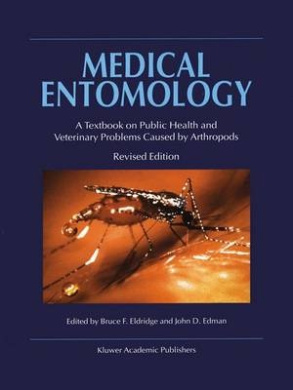 MEDICAL
ENTOMOLOGY
A Textbook on Public Health and
Veterinary Problems Caused by Arthropods
Revised Edition
Edited by Bruce F. Eldridge and John D. Edman
Kluwer Academic Publishers